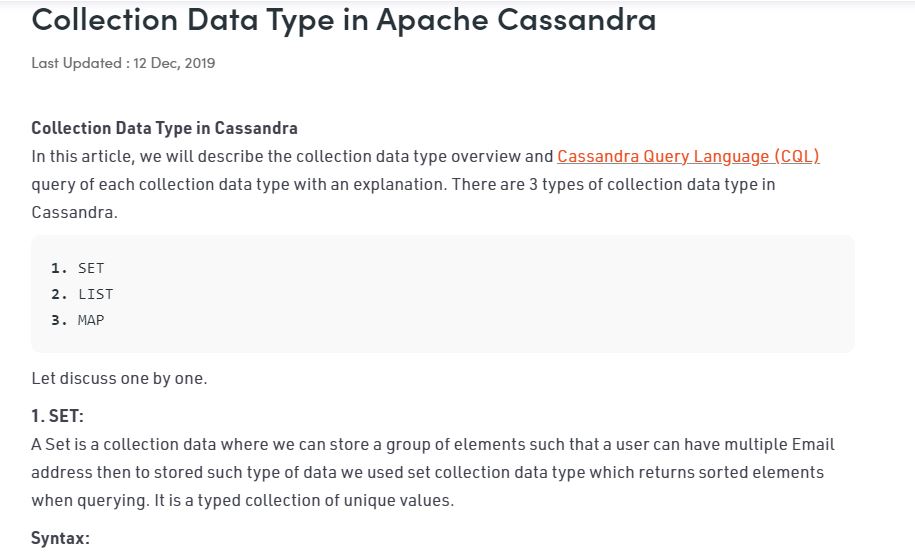 Collection Data Type in Apache Cassandra
Last Updated : 12 Dec, 2019
Collection Data Type in Cassandra
In this article, we will describe the collection data type overview and Cassandra Query Language (CQL)
query of each collection data type with an explanation. There are 3 types of collection data type in
Cassandra.
1. SET
2. LIST
3. MAP
Let discuss one by one.
1. SET:
A Set is a collection data where we can store a group of elements such that a user can have multiple Email
address then to stored such type of data we used set collection data type which returns sorted elements
when querying. It is a typed collection of unique values.
Syntax: